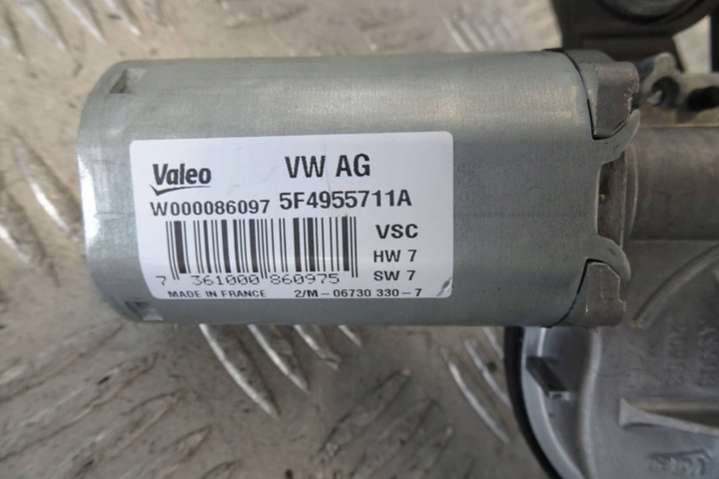 Valeo VW AG
W000086097 5F4955711A
VSC
HW 7
7 361000 860975 SW 7
MADE IN FRANCE 2/M-06730 330-7